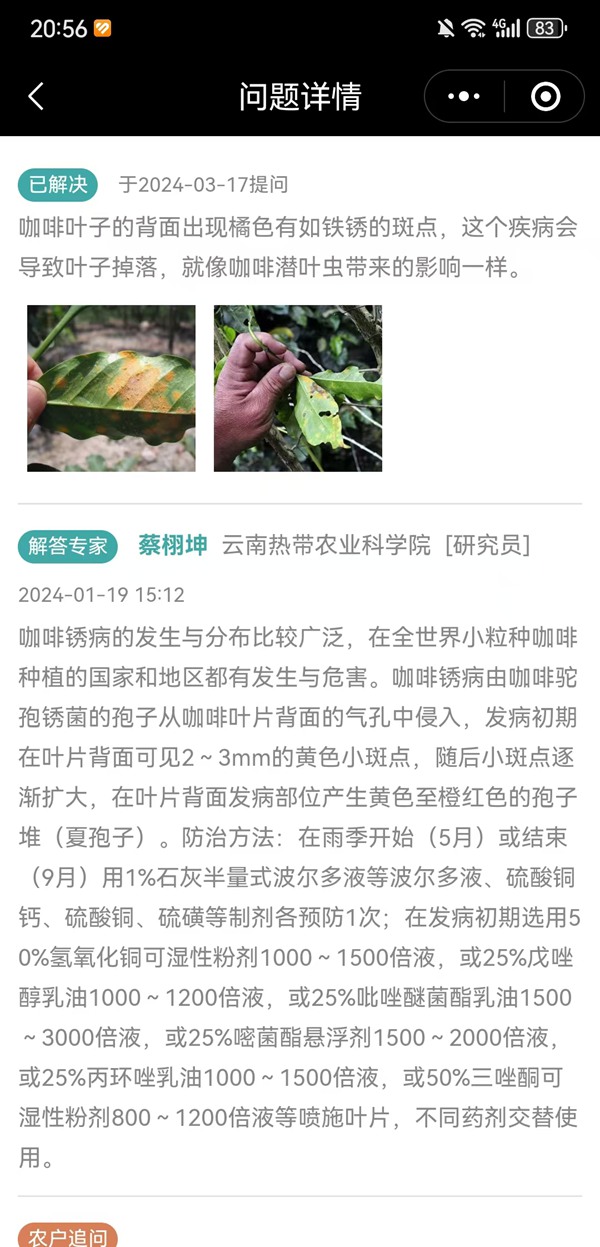 20:56
4G
83
问题详情
已解决 于2024-03-17提问
咖啡叶子的背面出现橘色有如铁锈的斑点，这个疾病会
导致叶子掉落，就像咖啡潜叶虫带来的影响一样。
解答专家 蔡栩坤 云南热带农业科学院 [研究员]
2024-01-19 15:12
咖啡锈病的发生与分布比较广泛，在全世界小粒种咖啡
种植的国家和地区都有发生与危害。咖啡锈病由咖啡驼
孢锈菌的孢子从咖啡叶片背面的气孔中侵入，发病初期
在叶片背面可见2～3mm的黄色小斑点，随后小斑点逐
渐扩大，在叶片背面发病部位产生黄色至橙红色的孢子
堆（夏孢子）。防治方法：在雨季开始（5月）或结束
（9月）用1%石灰半量式波尔多液等波尔多液、硫酸铜
钙、硫酸铜、硫磺等制剂各预防1次；在发病初期选用5
0%氢氧化铜可湿性粉剂1000～1500倍液，或25%戊唑
醇乳油1000～1200倍液，或25%吡唑醚菌酯乳油1500
～3000倍液，或25%嘧菌酯悬浮剂1500～2000倍液，
或25%丙环唑乳油1000～1500倍液，或50%三唑酮可
湿性粉剂800～1200倍液等喷施叶片，不同药剂交替使
用。
农户追问